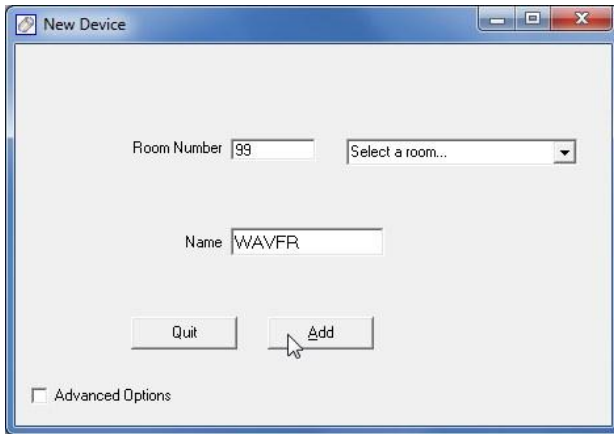 New Device
Room Number 99 Select a room...
Name WAVFR
Quit Add
Advanced Options